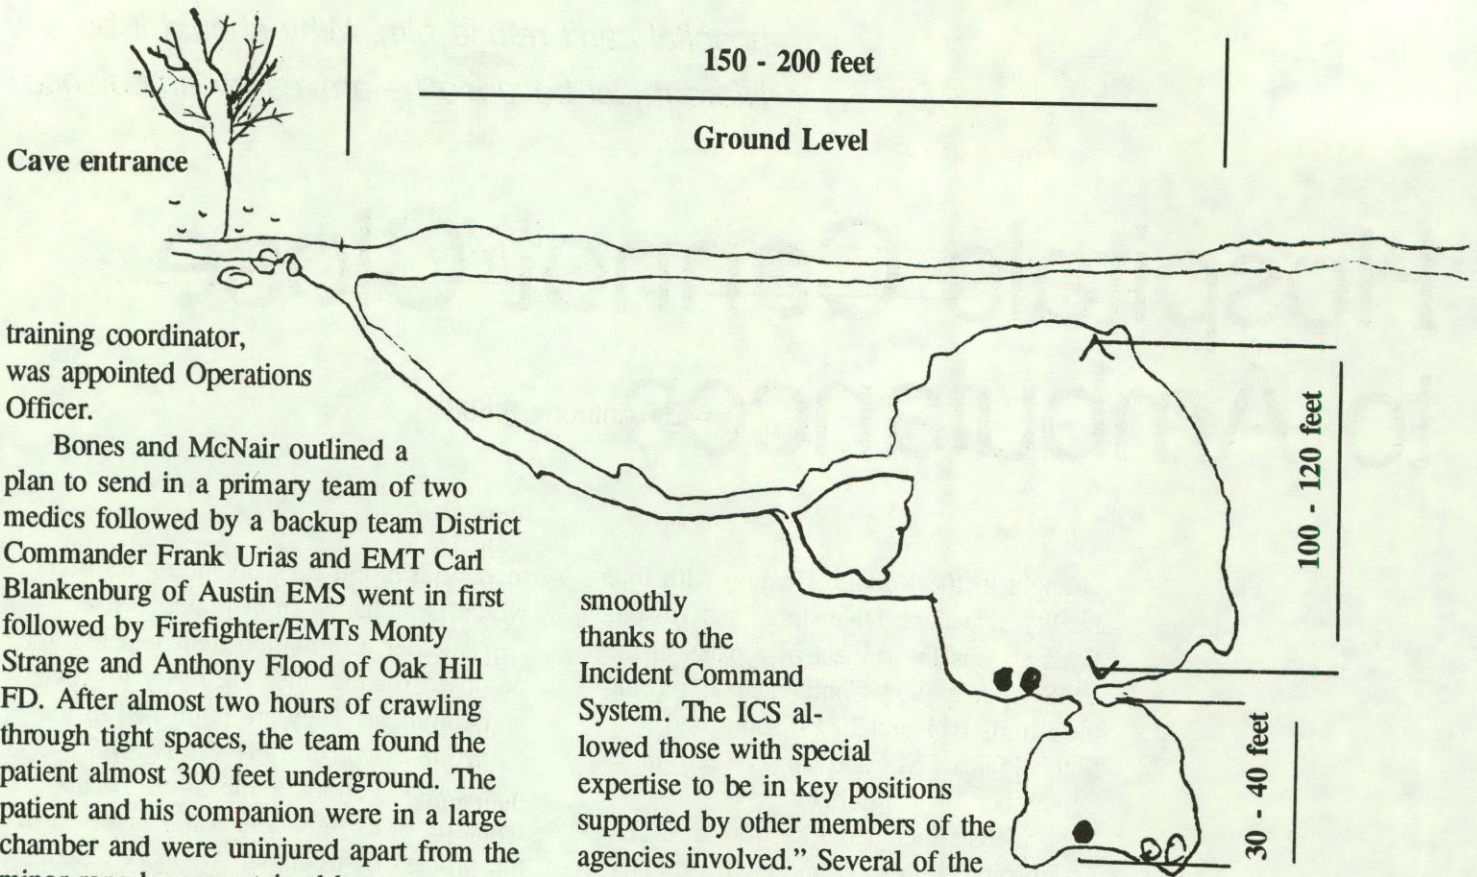 150 - 200 feet
Ground Level
Cave entrance
training coordinator,
was appointed Operations
Officer.
Bones and McNair outlined a
plan to send in a primary team of two
medics followed by a backup team District
Commander Frank Urias and EMT Carl
Blankenburg of Austin EMS went in first
followed by Firefighter/EMTs Monty
Strange and Anthony Flood of Oak Hill
FD. After almost two hours of crawling
through tight spaces, the team found the
patient almost 300 feet underground. The
patient and his companion were in a large
chamber and were uninjured apart from the
smoothly
thanks to the
Incident Command
System. The ICS al-
lowed those with special
expertise to be in key positions
supported by other members of the
agencies involved.” Several of the
100 - 120 feet
30 - 40 feet